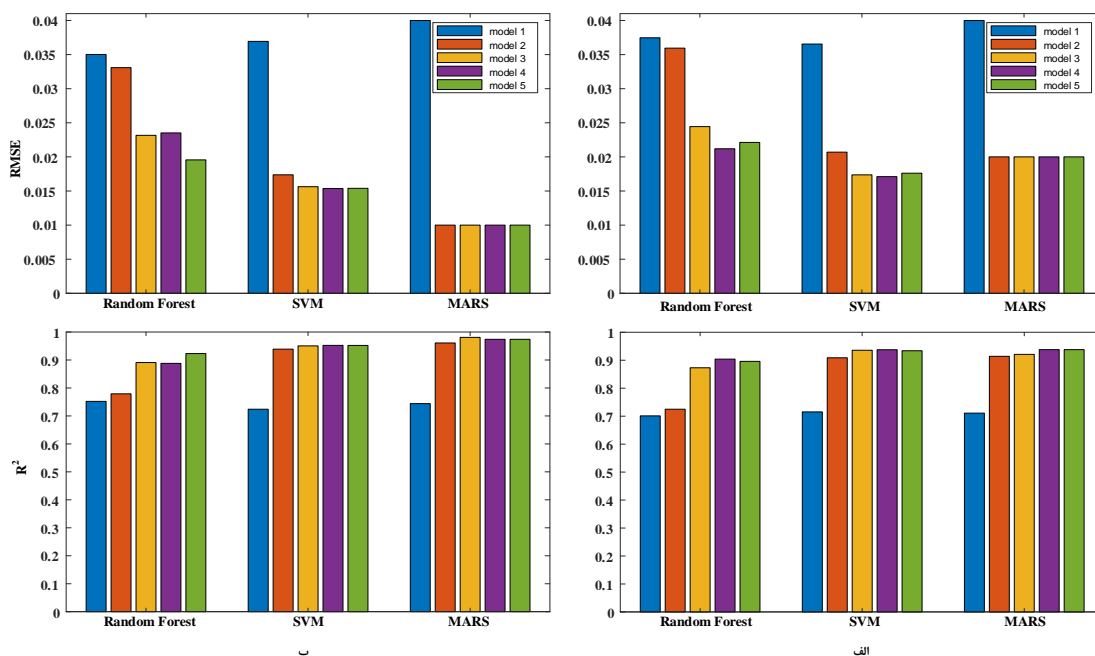 0.04
0.035
0.03
0.025
0.02
0.015
0.01
0.005
0
RMSE
Random Forest
SVM
MARS
model 1
model 2
model 3
model 4
model 5
0.04
0.035
0.03
0.025
0.02
0.015
0.01
0.005
0
Random Forest
SVM
MARS
model 1
model 2
model 3
model 4
model 5
1
0.9
0.8
0.7
0.6
0.5
0.4
0.3
0.2
0.1
0
R²
Random Forest
SVM
MARS
1
0.9
0.8
0.7
0.6
0.5
0.4
0.3
0.2
0.1
0
Random Forest
SVM
MARS
ب
الف